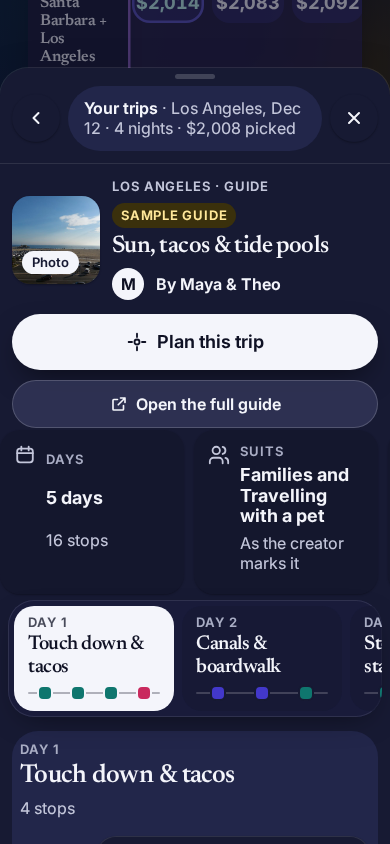 Santa
Barbara +
Los
Angeles
$2,014
$2,083
$2,092
Your trips · Los Angeles, Dec
12 · 4 nights · $2,008 picked
LOS ANGELES · GUIDE
SAMPLE GUIDE
Sun, tacos & tide pools
Photo
M
By Maya & Theo
Plan this trip
Open the full guide
DAYS
5 days
16 stops
SUITS
Families and
Travelling
with a pet
As the creator
marks it
DAY 1
Touch down &
tacos
DAY 2
Canals &
boardwalk
DAY 1
Touch down & tacos
4 stops